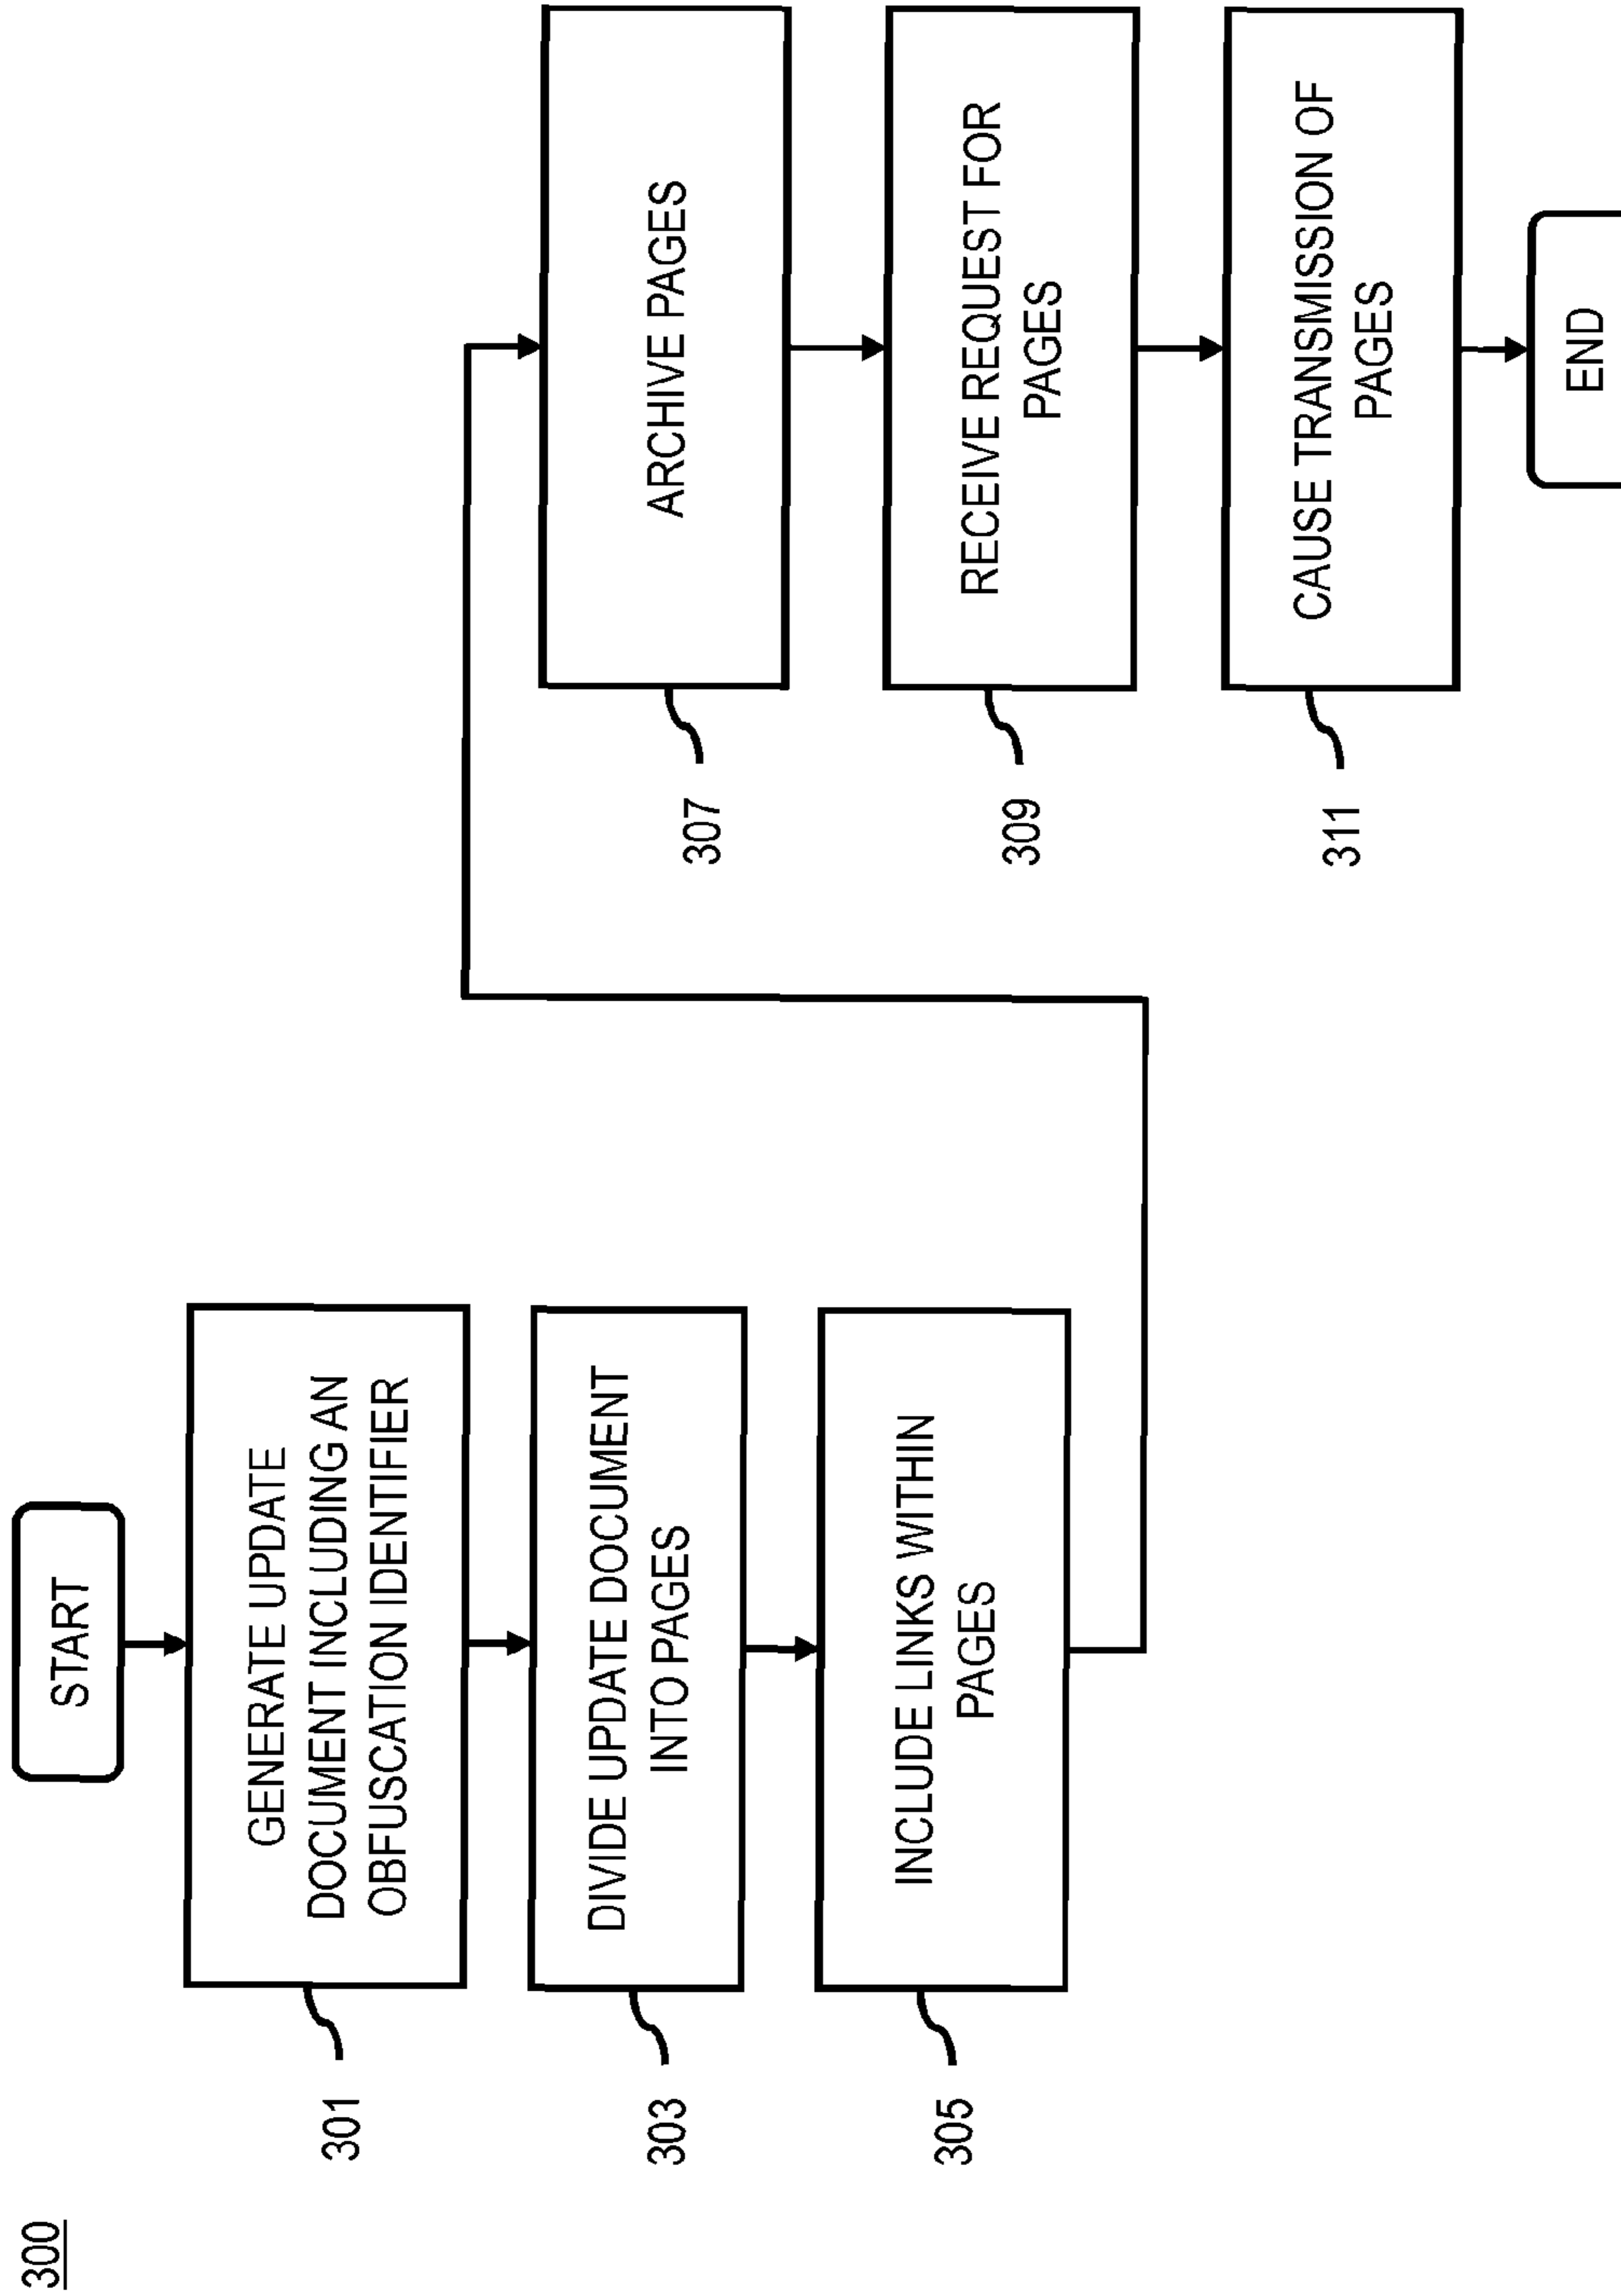 300
START
301
GENERATE UPDATE
DOCUMENT INCLUDING AN
OBFUSCATION IDENTIFIER
303
DIVIDE UPDATE DOCUMENT
INTO PAGES
305
INCLUDE LINKS WITHIN
PAGES
307
ARCHIVE PAGES
309
RECEIVE REQUEST FOR
PAGES
311
CAUSE TRANSMISSION OF
PAGES
END